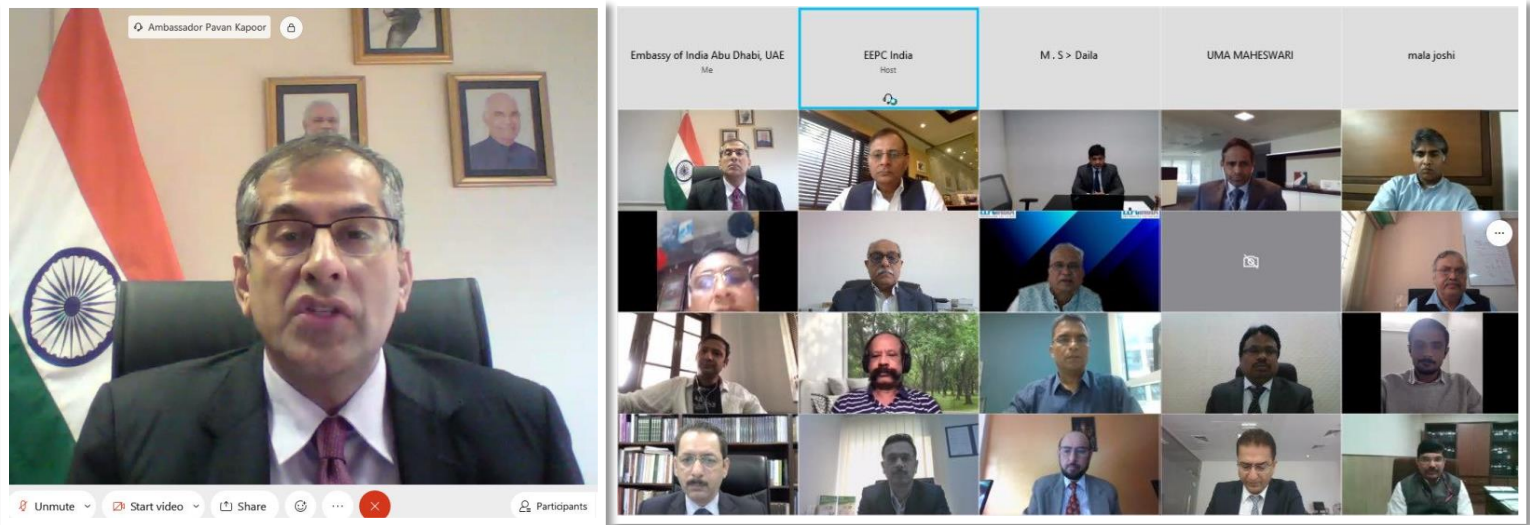 Ambassador Pavan Kapoor
Unmute
Start video
Share
Participants
Embassy of India Abu Dhabi, UAE
Me
EEPC India
Host
M . S > Daila
UMA MAHESWARI
mala joshi